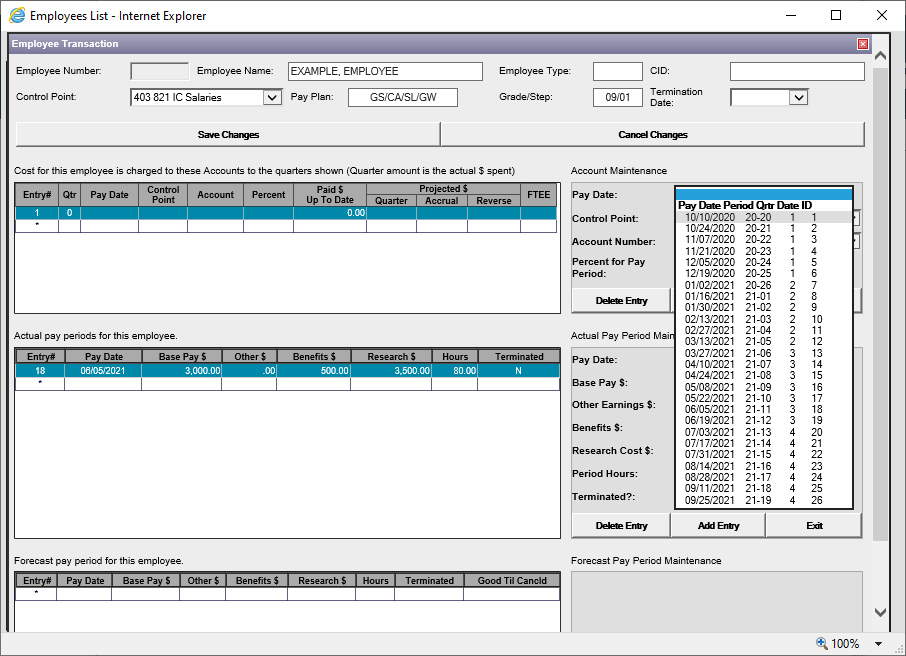 Employees List - Internet Explorer
Employee Transaction
Employee Number: Employee Name: EXAMPLE, EMPLOYEE Employee Type: CID:
Control Point: 403 821 IC Salaries Pay Plan: GS/CA/SL/GW Grade/Step: 09/01 Termination Date:
Save Changes Cancel Changes
Cost for this employee is charged to these Accounts to the quarters shown (Quarter amount is the actual $ spent)
Entry# Qtr Pay Date Control Point Account Percent Paid $ Up To Date Projected $ Quarter Accrual Reverse FTEE
1 0 0.00
*
Account Maintenance
Pay Date:
Control Point:
Account Number:
Percent for Pay Period:
Delete Entry
Pay Date Period Qrtr Date ID
10/10/2020 20-20 1 1
10/24/2020 20-21 1 2
11/07/2020 20-22 1 3
11/21/2020 20-23 1 4
12/05/2020 20-24 1 5
12/19/2020 20-25 1 6
01/02/2021 20-26 2 7
01/16/2021 21-01 2 8
01/30/2021 21-02 2 9
02/13/2021 21-03 2 10
02/27/2021 21-04 2 11
03/13/2021 21-05 2 12
03/27/2021 21-06 3 13
04/10/2021 21-07 3 14
04/24/2021 21-08 3 15
05/08/2021 21-09 3 16
05/22/2021 21-10 3 17
06/05/2021 21-11 3 18
06/19/2021 21-12 3 19
07/03/2021 21-13 4 20
07/17/2021 21-14 4 21
07/31/2021 21-15 4 22
08/14/2021 21-16 4 23
08/28/2021 21-17 4 24
09/11/2021 21-18 4 25
09/25/2021 21-19 4 26
Actual pay periods for this employee.
Entry# Pay Date Base Pay $ Other $ Benefits $ Research $ Hours Terminated
18 06/05/2021 3,000.00 .00 500.00 3,500.00 80.00 N
*
Actual Pay Period Main
Pay Date:
Base Pay $:
Other Earnings $:
Benefits $:
Research Cost $:
Period Hours:
Terminated?:
Delete Entry Add Entry Exit
Forecast pay period for this employee.
Entry# Pay Date Base Pay $ Other $ Benefits $ Research $ Hours Terminated Good Til Cancld
*
Forecast Pay Period Maintenance
100%